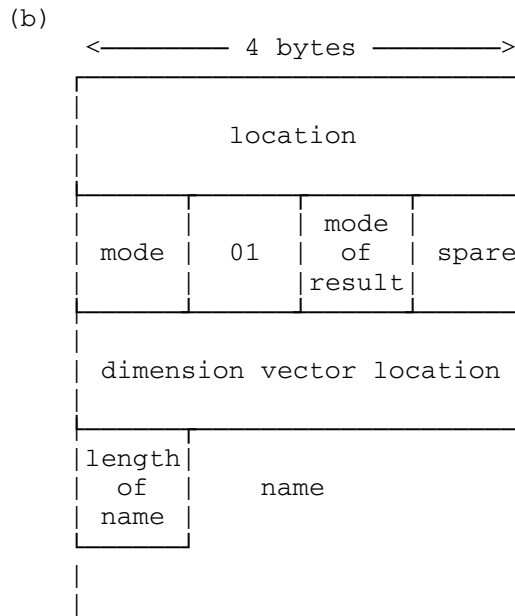 (b)
<──────── 4 bytes ────────>
location
mode 01 mode of result spare
dimension vector location
length of name name